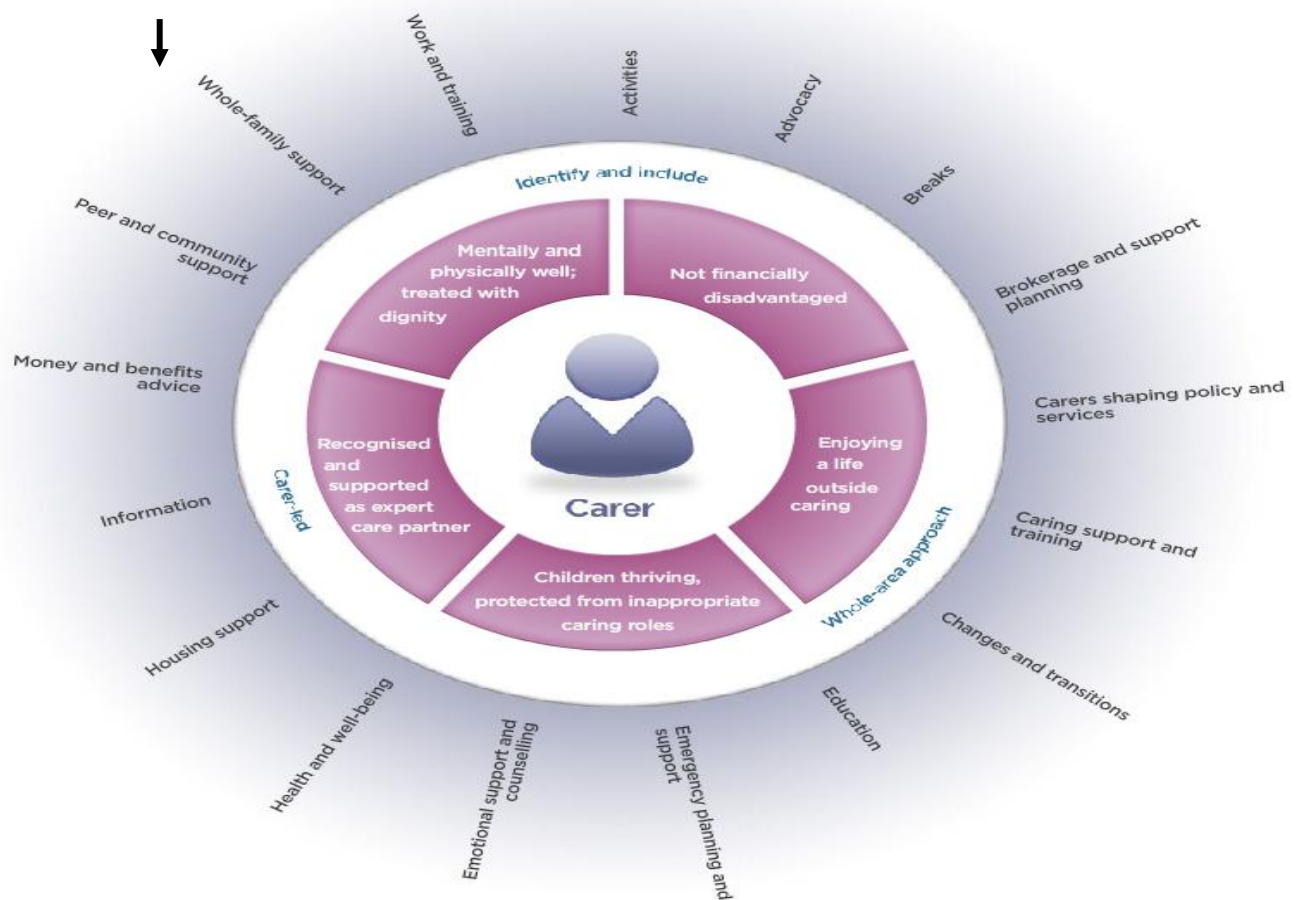 Activities
Advocacy
Breaks
Brokerage and support
planning
Carers shaping policy and
services
Caring support and
training
Changes and transitions
Education
Emergency planning and
support
Emotional support and
counselling
Health and well-being
Housing support
Information
Money and benefits
advice
Peer and community
support
Whole-family support
Work and training
Identify and include
Whole-area approach
Carer-led
Mentally and
physically well;
treated with
dignity
Not financially
disadvantaged
Enjoying
a life
outside
caring
Children thriving,
protected from inappropriate
caring roles
Recognised
and
supported
as expert
care partner
Carer